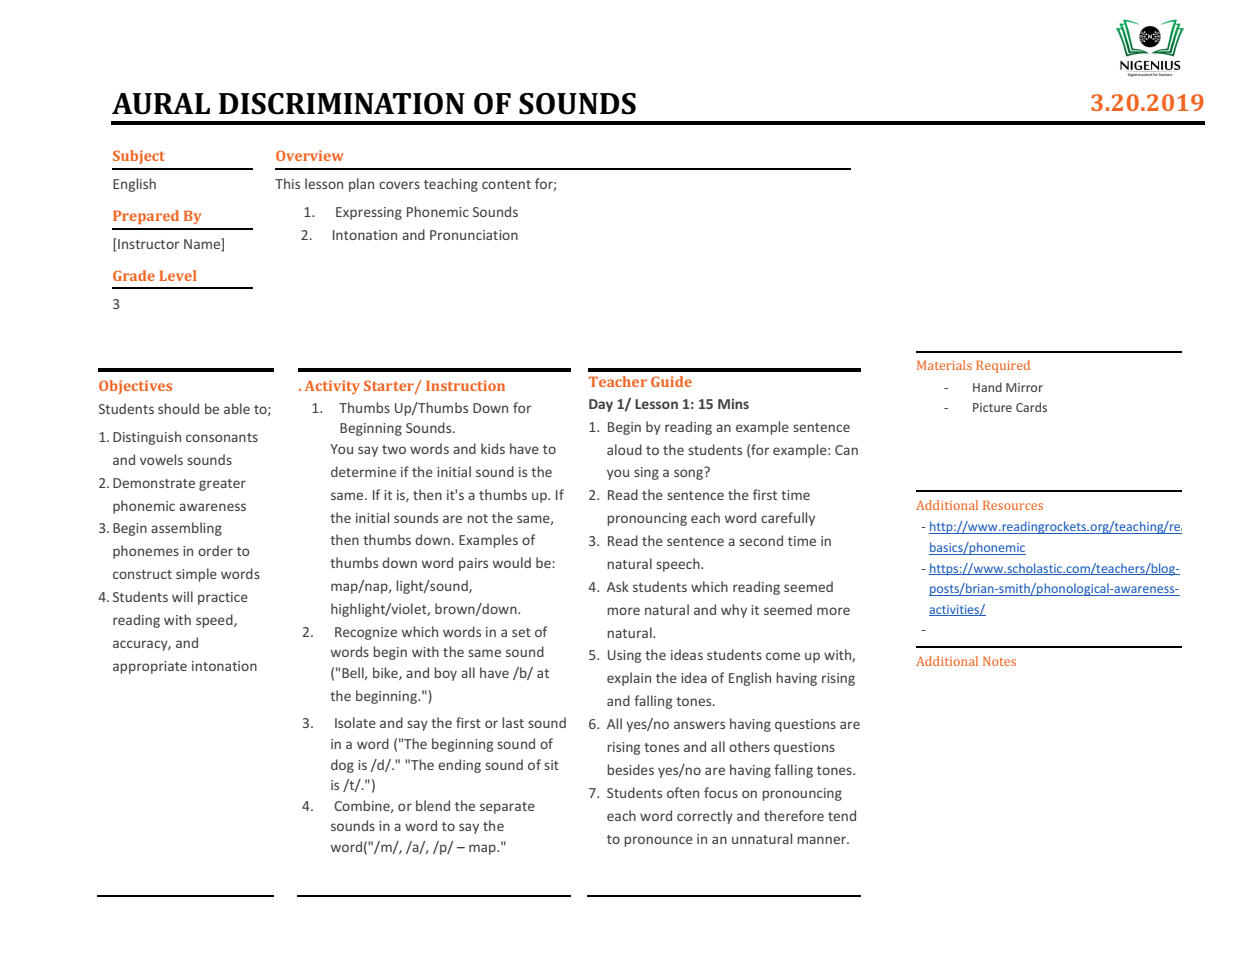 NIGENIUS
Digital Assistant For Teachers
AURAL DISCRIMINATION OF SOUNDS
3.20.2019
Subject
English
Prepared By
[Instructor Name]
Grade Level
3
Overview
This lesson plan covers teaching content for;
1. Expressing Phonemic Sounds
2. Intonation and Pronunciation
Objectives
Students should be able to;
1. Distinguish consonants
and vowels sounds
2. Demonstrate greater
phonemic awareness
3. Begin assembling
phonemes in order to
construct simple words
4. Students will practice
reading with speed,
accuracy, and
appropriate intonation
. Activity Starter/ Instruction
1. Thumbs Up/Thumbs Down for
Beginning Sounds.
You say two words and kids have to
determine if the initial sound is the
same. If it is, then it's a thumbs up. If
the initial sounds are not the same,
then thumbs down. Examples of
thumbs down word pairs would be:
map/nap, light/sound,
highlight/violet, brown/down.
2. Recognize which words in a set of
words begin with the same sound
("Bell, bike, and boy all have /b/ at
the beginning.")
3. Isolate and say the first or last sound
in a word ("The beginning sound of
dog is /d/." "The ending sound of sit
is /t/.")
4. Combine, or blend the separate
sounds in a word to say the
word("/m/, /a/, /p/ – map."
Teacher Guide
Day 1/ Lesson 1: 15 Mins
1. Begin by reading an example sentence
aloud to the students (for example: Can
you sing a song?
2. Read the sentence the first time
pronouncing each word carefully
3. Read the sentence a second time in
natural speech.
4. Ask students which reading seemed
more natural and why it seemed more
natural.
5. Using the ideas students come up with,
explain the idea of English having rising
and falling tones.
6. All yes/no answers having questions are
rising tones and all others questions
besides yes/no are having falling tones.
7. Students often focus on pronouncing
each word correctly and therefore tend
to pronounce in an unnatural manner.
Materials Required
- Hand Mirror
- Picture Cards
Additional Resources
- http://www.readingrockets.org/teaching/rea
basics/phonemic
- https://www.scholastic.com/teachers/blog-
posts/brian-smith/phonological-awareness-
activities/
-
Additional Notes